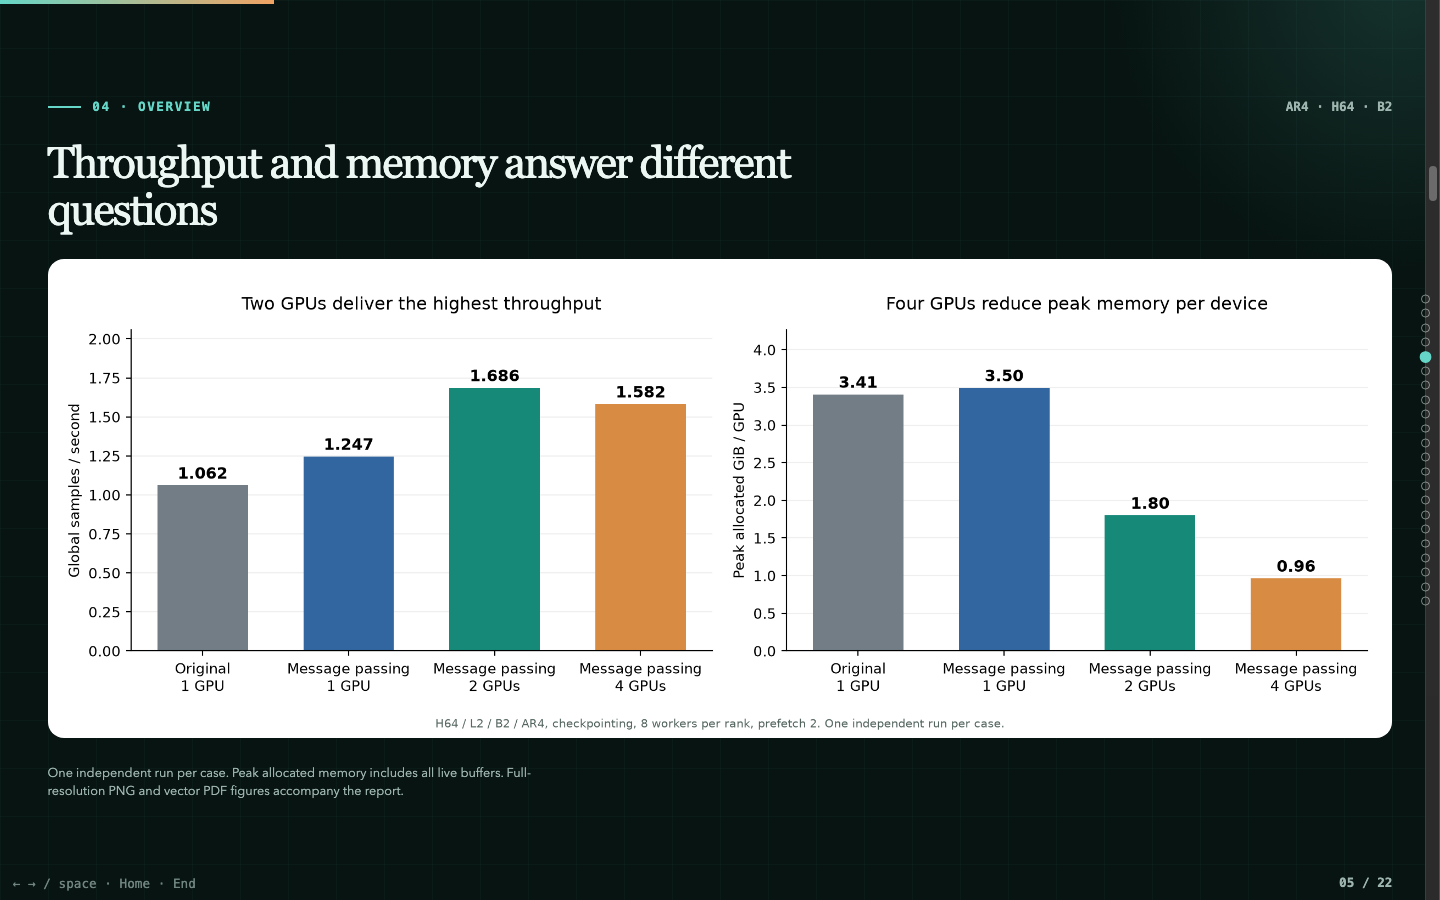 04 · OVERVIEW
AR4 · H64 · B2
Throughput and memory answer different
questions
Two GPUs deliver the highest throughput
Global samples / second
2.00
1.75
1.50
1.25
1.00
0.75
0.50
0.25
0.00
1.062
1.247
1.686
1.582
Original
1 GPU
Message passing
1 GPU
Message passing
2 GPUs
Message passing
4 GPUs
Four GPUs reduce peak memory per device
Peak allocated GiB / GPU
4.0
3.5
3.0
2.5
2.0
1.5
1.0
0.5
0.0
3.41
3.50
1.80
0.96
Original
1 GPU
Message passing
1 GPU
Message passing
2 GPUs
Message passing
4 GPUs
H64 / L2 / B2 / AR4, checkpointing, 8 workers per rank, prefetch 2. One independent run per case.
One independent run per case. Peak allocated memory includes all live buffers. Full-
resolution PNG and vector PDF figures accompany the report.
← → / space · Home · End
05 / 22